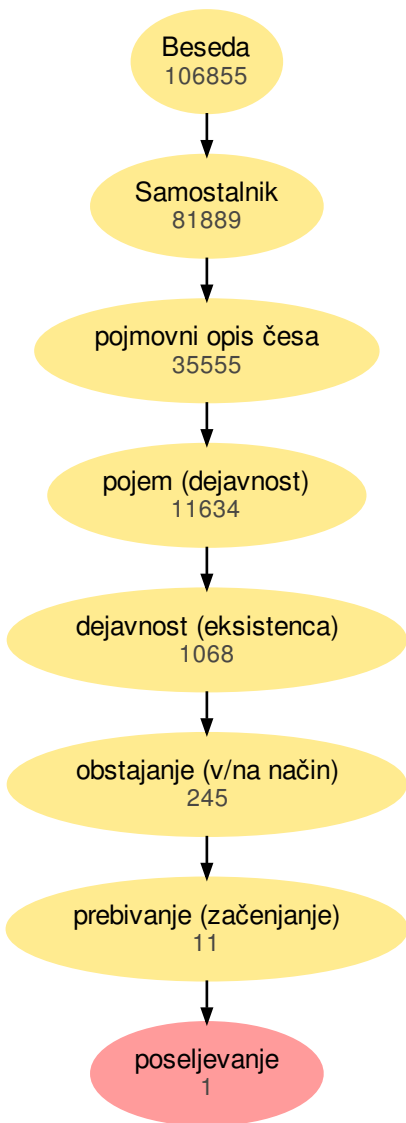 Beseda
106855
Samostalnik
81889
pojmovni opis česa
35555
pojem (dejavnost)
11634
dejavnost (eksistenca)
1068
obstajanje (v/na način)
245
prebivanje (začenjanje)
11
poseljevanje
1